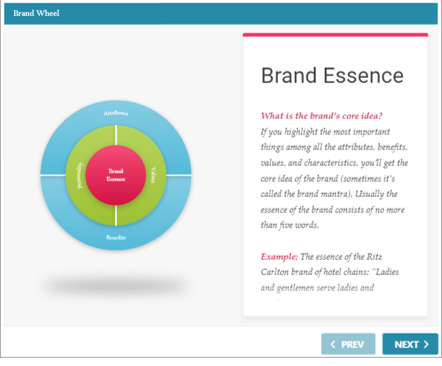 Brand Wheel
Attributes
Personality
Brand
Essence
Values
Benefits
Brand Essence
What is the brand's core idea?
If you highlight the most important
things among all the attributes, benefits,
values, and characteristics, you'll get the
core idea of the brand (sometimes it's
called the brand mantra). Usually the
essence of the brand consists of no more
than five words.
Example: The essence of the Ritz
Carlton brand of hotel chains: "Ladies
and gentlemen serve ladies and
PREV
NEXT